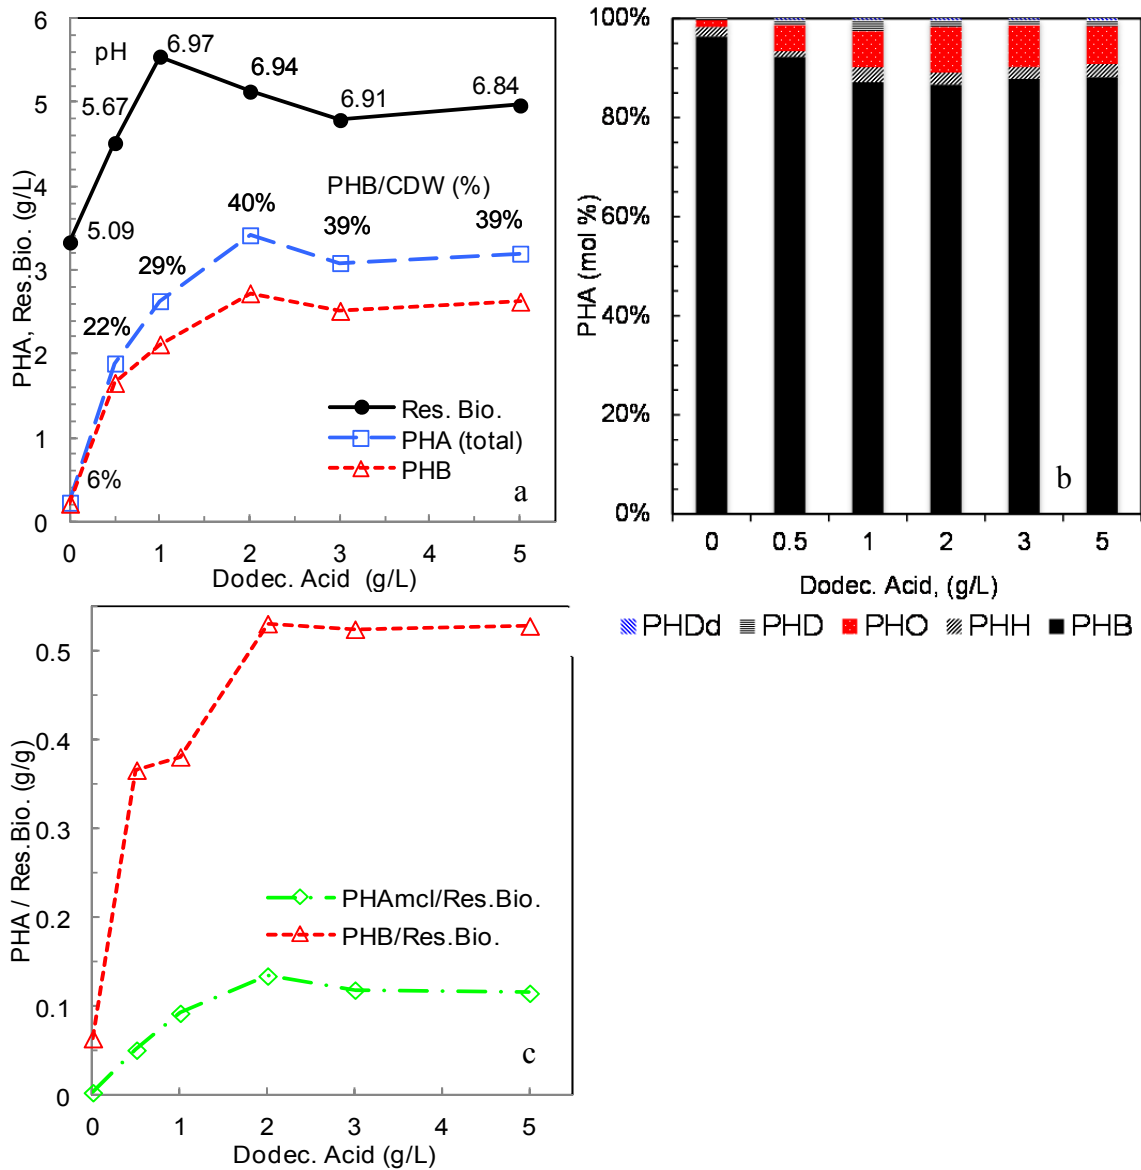 6
5
4
3
2
1
0
PHA, Res.Bio. (g/L)
pH
6.97
6.94
6.91
6.84
5.67
5.09
PHB/CDW (%)
40%
39%
39%
29%
22%
6%
Res. Bio.
PHA (total)
PHB
a
0 1 2 3 4 5
Dodec. Acid (g/L)
100%
80%
60%
40%
20%
0%
PHA (mol %)
b
0 0.5 1 2 3 5
Dodec. Acid, (g/L)
PHDd PHD PHO PHH PHB
0.5
0.4
0.3
0.2
0.1
0
PHA / Res.Bio. (g/g)
PHAmcl/Res.Bio.
PHB/Res.Bio.
c
0 1 2 3 4 5
Dodec. Acid (g/L)